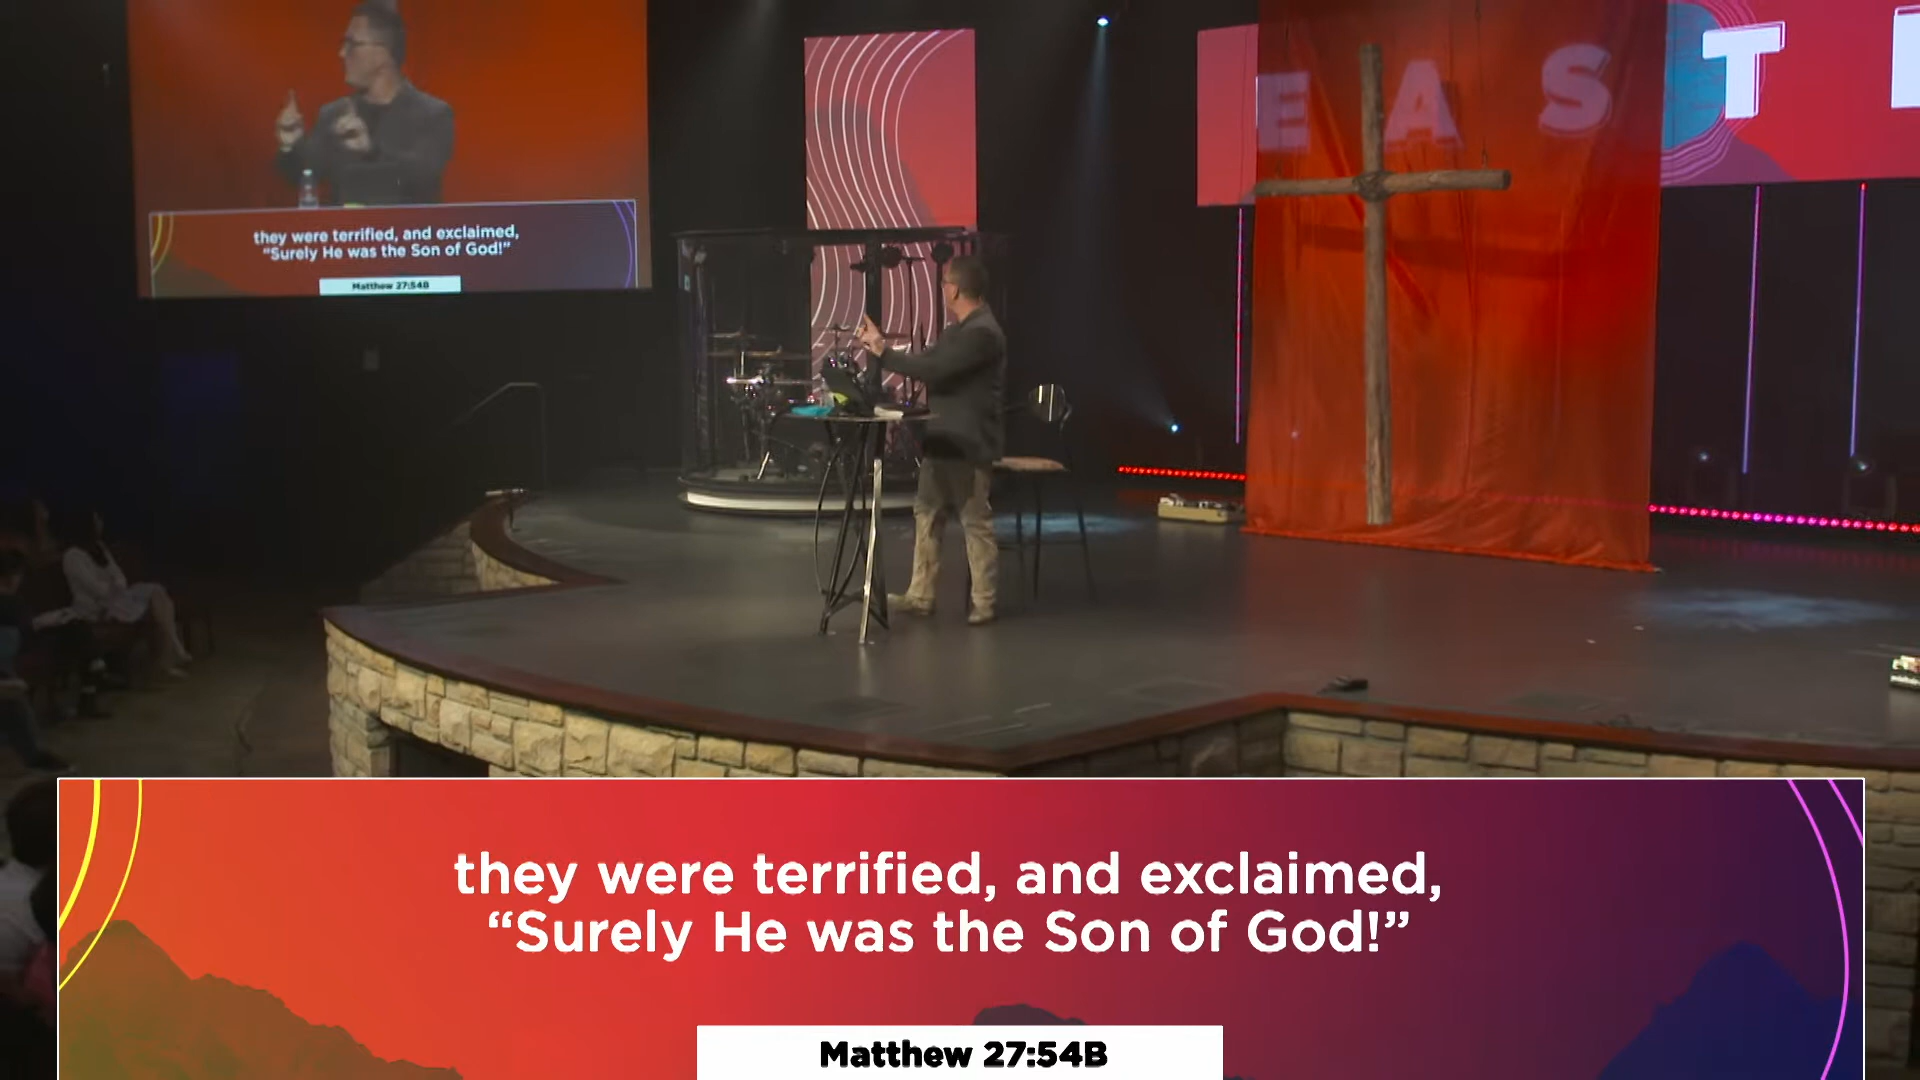 they were terrified, and exclaimed,
“Surely He was the Son of God!”
Matthew 27:54B
EAST
they were terrified, and exclaimed,
“Surely He was the Son of God!”
Matthew 27:54B